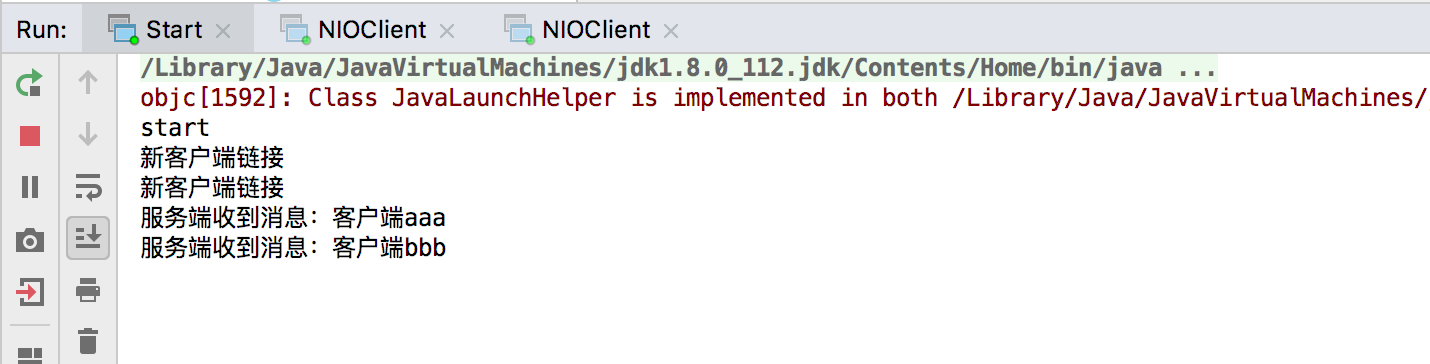 Run: Start NIOClient NIOClient
/Library/Java/JavaVirtualMachines/jdk1.8.0_112.jdk/Contents/Home/bin/java ...
objc[1592]: Class JavaLaunchHelper is implemented in both /Library/Java/JavaVirtualMachines/
start
新客户端链接
新客户端链接
服务端收到消息：客户端aaa
服务端收到消息：客户端bbb